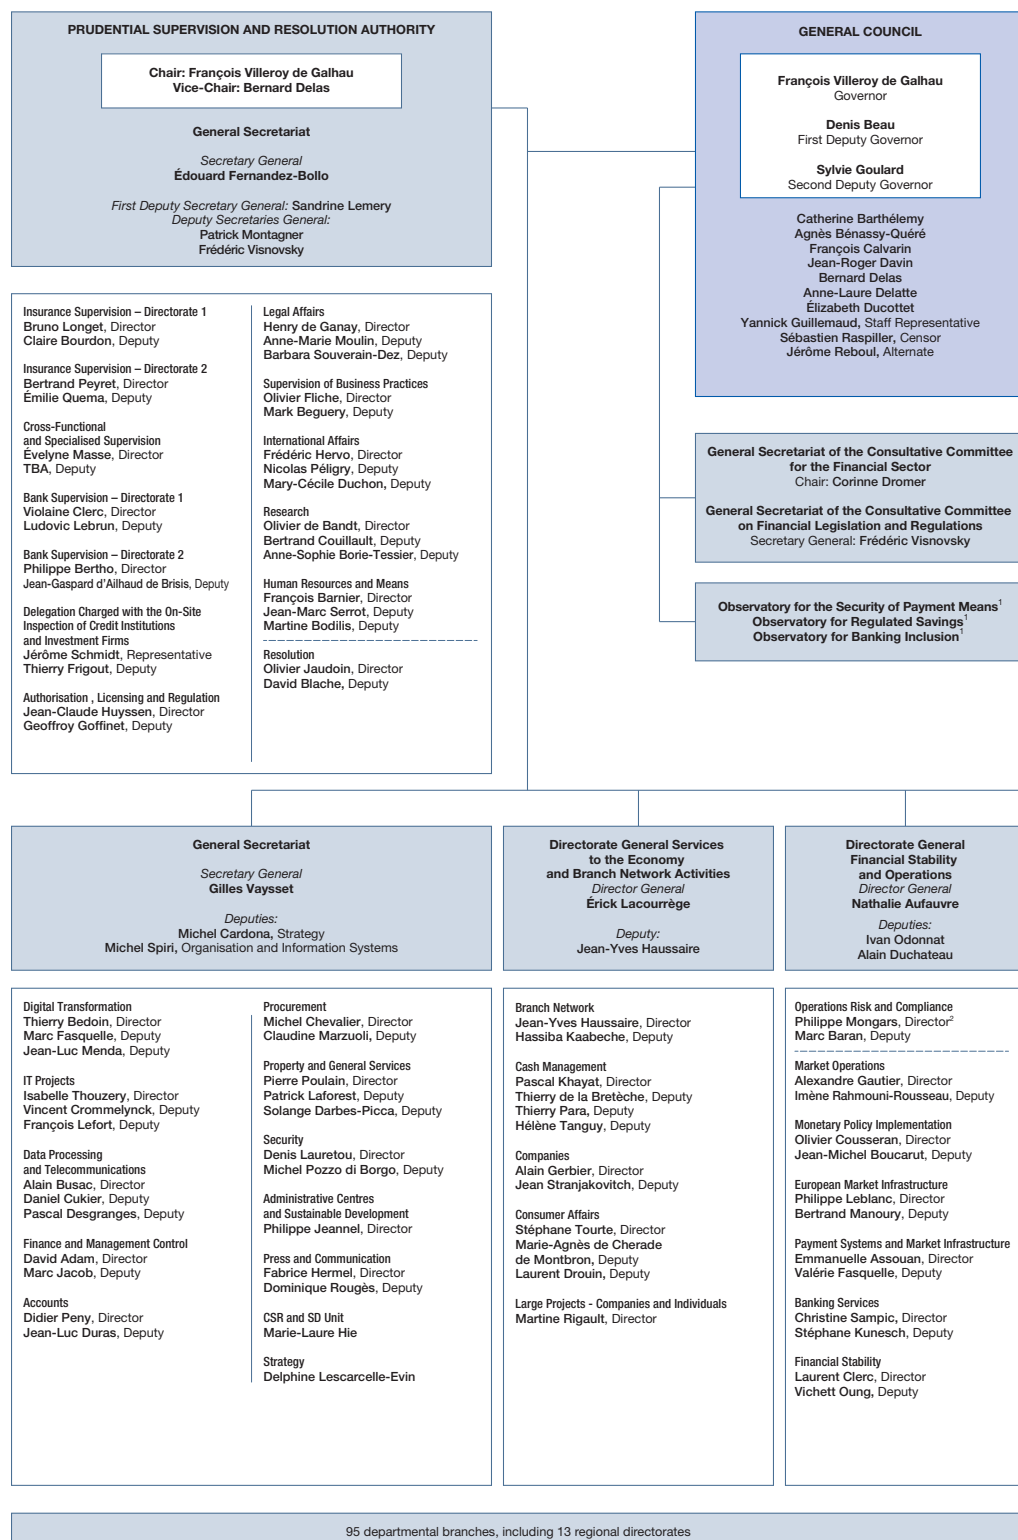 PRUDENTIAL SUPERVISION AND RESOLUTION AUTHORITY
Chair: François Villeroy de Galhau
Vice-Chair: Bernard Delas
General Secretariat
Secretary General
Édouard Fernandez-Bollo
First Deputy Secretary General: Sandrine Lemery
Deputy Secretaries General:
Patrick Montagner
Frédéric Visnovsky
GENERAL COUNCIL
François Villeroy de Galhau
Governor
Denis Beau
First Deputy Governor
Sylvie Goulard
Second Deputy Governor
Catherine Barthélemy
Agnès Bénassy-Quéré
François Calvarin
Jean-Roger Davin
Bernard Delas
Anne-Laure Delatte
Élizabeth Ducottet
Yannick Guillemaud, Staff Representative
Sébastien Raspiller, Censor
Jérôme Reboul, Alternate
Insurance Supervision – Directorate 1
Bruno Longet, Director
Claire Bourdon, Deputy
Insurance Supervision – Directorate 2
Bertrand Peyret, Director
Émilie Quema, Deputy
Cross-Functional
and Specialised Supervision
Évelyne Masse, Director
TBA, Deputy
Bank Supervision – Directorate 1
Violaine Clerc, Director
Ludovic Lebrun, Deputy
Bank Supervision – Directorate 2
Philippe Bertho, Director
Jean-Gaspard d'Ailhaud de Brisis, Deputy
Delegation Charged with the On-Site
Inspection of Credit Institutions
and Investment Firms
Jérôme Schmidt, Representative
Thierry Frigout, Deputy
Authorisation , Licensing and Regulation
Jean-Claude Huyssen, Director
Geoffroy Goffinet, Deputy
Legal Affairs
Henry de Ganay, Director
Anne-Marie Moulin, Deputy
Barbara Souverain-Dez, Deputy
Supervision of Business Practices
Olivier Fliche, Director
Mark Beguery, Deputy
International Affairs
Frédéric Hervo, Director
Nicolas Péligry, Deputy
Mary-Cécile Duchon, Deputy
Research
Olivier de Bandt, Director
Bertrand Couillault, Deputy
Anne-Sophie Borie-Tessier, Deputy
Human Resources and Means
François Barnier, Director
Jean-Marc Serrot, Deputy
Martine Bodilis, Deputy
Resolution
Olivier Jaudoin, Director
David Blache, Deputy
General Secretariat of the Consultative Committee
for the Financial Sector
Chair: Corinne Dromer
General Secretariat of the Consultative Committee
on Financial Legislation and Regulations
Secretary General: Frédéric Visnovsky
Observatory for the Security of Payment Means1
Observatory for Regulated Savings1
Observatory for Banking Inclusion1
General Secretariat
Secretary General
Gilles Vaysset
Deputies:
Michel Cardona, Strategy
Michel Spiri, Organisation and Information Systems
Directorate General Services
to the Economy
and Branch Network Activities
Director General
Érick Lacourrège
Deputy:
Jean-Yves Haussaire
Directorate General
Financial Stability
and Operations
Director General
Nathalie Aufauvre
Deputies:
Ivan Odonnat
Alain Duchateau
Digital Transformation
Thierry Bedoin, Director
Marc Fasquelle, Deputy
Jean-Luc Menda, Deputy
IT Projects
Isabelle Thouzery, Director
Vincent Crommelynck, Deputy
François Lefort, Deputy
Data Processing
and Telecommunications
Alain Busac, Director
Daniel Cukier, Deputy
Pascal Desgranges, Deputy
Finance and Management Control
David Adam, Director
Marc Jacob, Deputy
Accounts
Didier Peny, Director
Jean-Luc Duras, Deputy
Procurement
Michel Chevalier, Director
Claudine Marzuoli, Deputy
Property and General Services
Pierre Poulain, Director
Patrick Laforest, Deputy
Solange Darbes-Picca, Deputy
Security
Denis Lauretou, Director
Michel Pozzo di Borgo, Deputy
Administrative Centres
and Sustainable Development
Philippe Jeannel, Director
Press and Communication
Fabrice Hermel, Director
Dominique Rougès, Deputy
CSR and SD Unit
Marie-Laure Hie
Strategy
Delphine Lescarcelle-Evin
Branch Network
Jean-Yves Haussaire, Director
Hassiba Kaabeche, Deputy
Cash Management
Pascal Khayat, Director
Thierry de la Bretèche, Deputy
Thierry Para, Deputy
Hélène Tanguy, Deputy
Companies
Alain Gerbier, Director
Jean Stranjakovitch, Deputy
Consumer Affairs
Stéphane Tourte, Director
Marie-Agnès de Cherade
de Montbron, Deputy
Laurent Drouin, Deputy
Large Projects - Companies and Individuals
Martine Rigault, Director
Operations Risk and Compliance
Philippe Mongars, Director2
Marc Baran, Deputy
Market Operations
Alexandre Gautier, Director
Imène Rahmouni-Rousseau, Deputy
Monetary Policy Implementation
Olivier Cousseran, Director
Jean-Michel Boucarut, Deputy
European Market Infrastructure
Philippe Leblanc, Director
Bertrand Manoury, Deputy
Payment Systems and Market Infrastructure
Emmanuelle Assouan, Director
Valérie Fasquelle, Deputy
Banking Services
Christine Sampic, Director
Stéphane Kunesch, Deputy
Financial Stability
Laurent Clerc, Director
Vichett Oung, Deputy
95 departmental branches, including 13 regional directorates